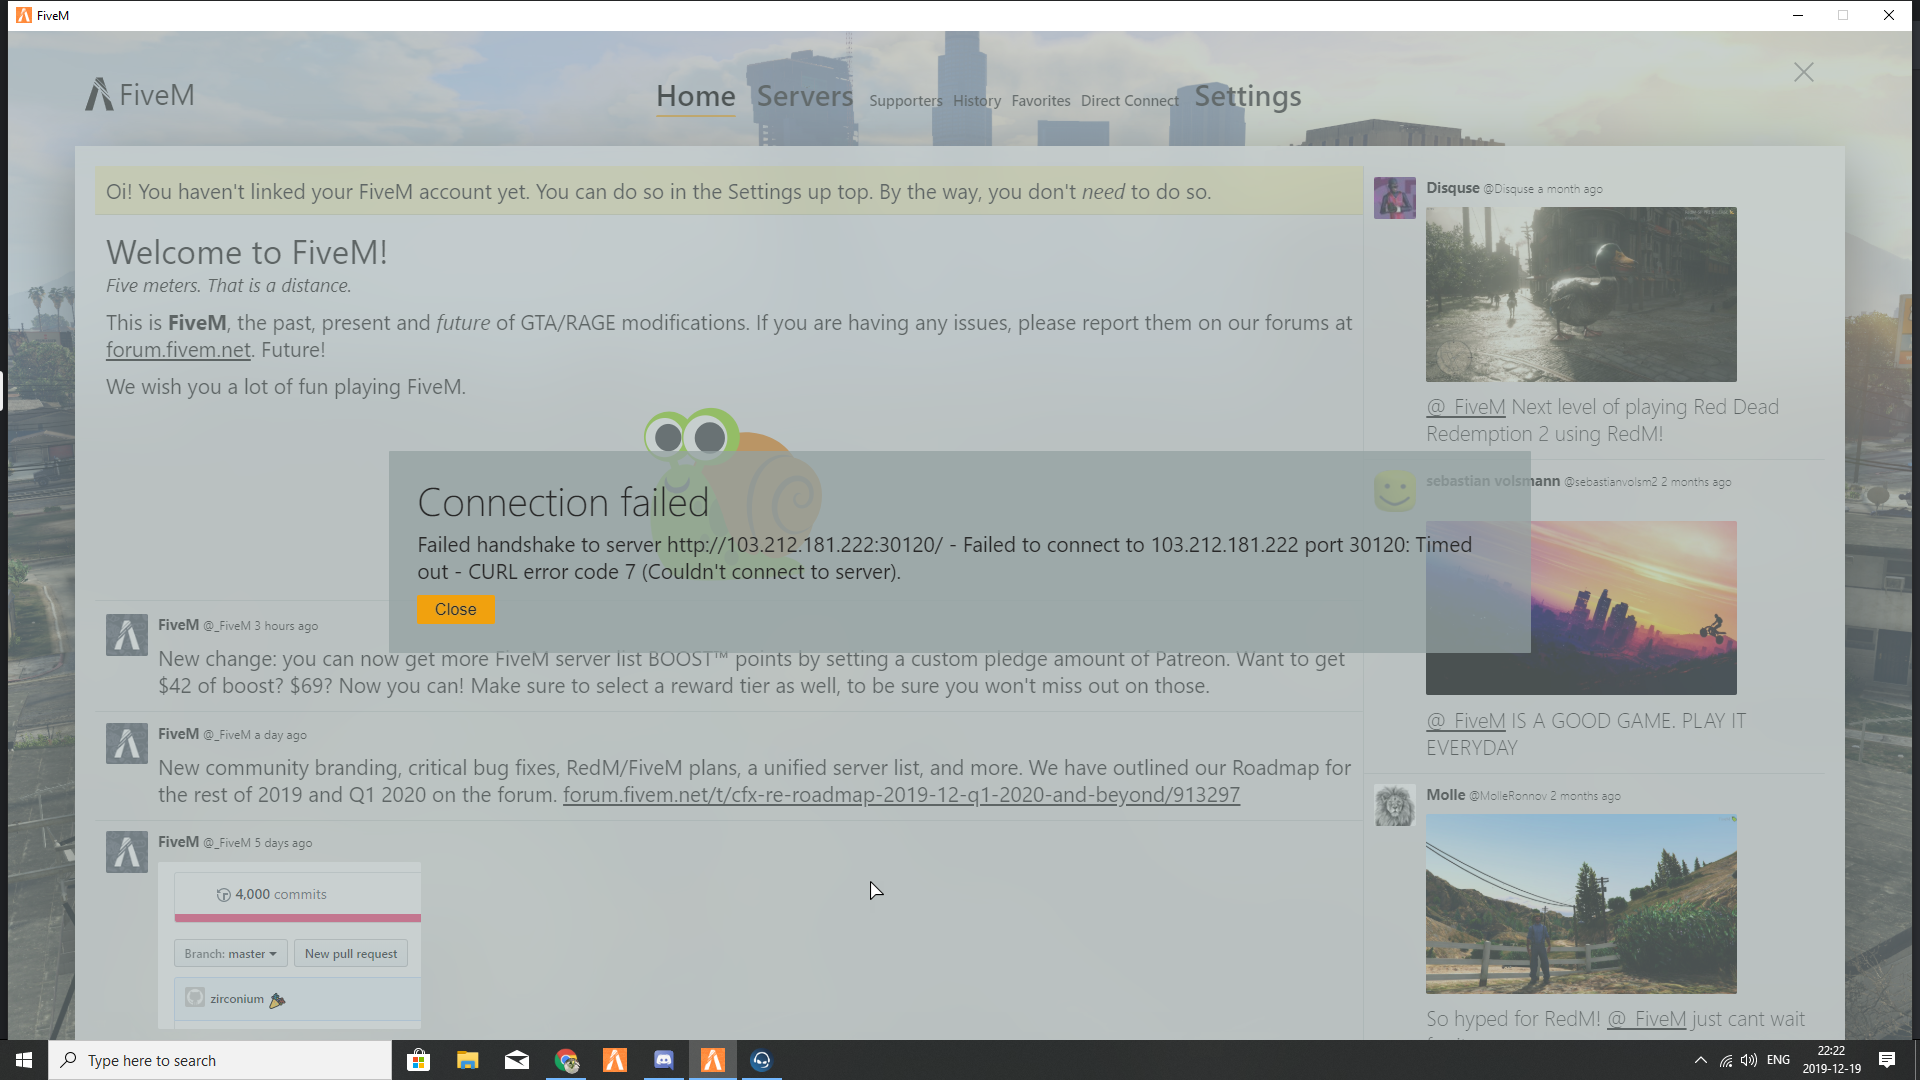 FiveM
FiveM
Home Servers Supporters History Favorites Direct Connect Settings
Oi! You haven't linked your FiveM account yet. You can do so in the Settings up top. By the way, you don't need to do so.
Welcome to FiveM!
Five meters. That is a distance.
This is FiveM, the past, present and future of GTA/RAGE modifications. If you are having any issues, please report them on our forums at
forum.fivem.net. Future!
We wish you a lot of fun playing FiveM.
Connection failed
Failed handshake to server http://103.212.181.222:30120/ - Failed to connect to 103.212.181.222 port 30120: Timed
out - CURL error code 7 (Couldn't connect to server).
Close
FiveM @_FiveM 3 hours ago
New change: you can now get more FiveM server list BOOST™ points by setting a custom pledge amount of Patreon. Want to get
$42 of boost? $69? Now you can! Make sure to select a reward tier as well, to be sure you won't miss out on those.
FiveM @_FiveM a day ago
New community branding, critical bug fixes, RedM/FiveM plans, a unified server list, and more. We have outlined our Roadmap for
the rest of 2019 and Q1 2020 on the forum. forum.fivem.net/t/cfx-re-roadmap-2019-12-q1-2020-and-beyond/913297
FiveM @_FiveM 5 days ago
4,000 commits
Branch: master New pull request
zirconium
Disquse @Disquse a month ago
@_FiveM Next level of playing Red Dead
Redemption 2 using RedM!
sebastian volsmann @sebastianvolsm2 2 months ago
@_FiveM IS A GOOD GAME. PLAY IT
EVERYDAY
Molle @MolleRonnov 2 months ago
So hyped for RedM! @_FiveM just cant wait
Type here to search
ENG
22:22
2019-12-19